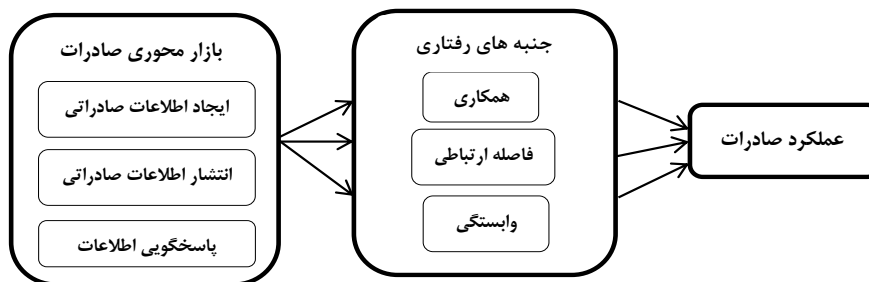 بازار محوری صادرات
ایجاد اطلاعات صادراتی
انتشار اطلاعات صادراتی
پاسخگویی اطلاعات
جنبه های رفتاری
همکاری
فاصله ارتباطی
وابستگی
عملکرد صادرات